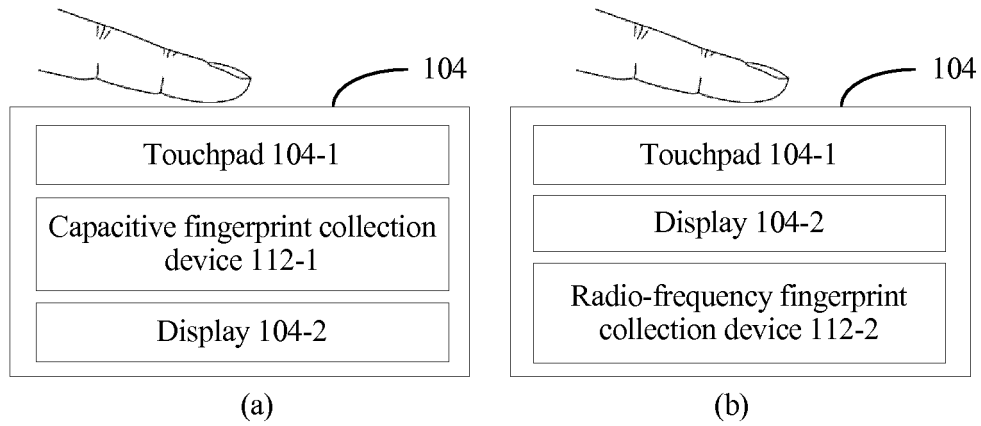 104
Touchpad 104-1
Capacitive fingerprint collection
device 112-1
Display 104-2
(a)
104
Touchpad 104-1
Display 104-2
Radio-frequency fingerprint
collection device 112-2
(b)